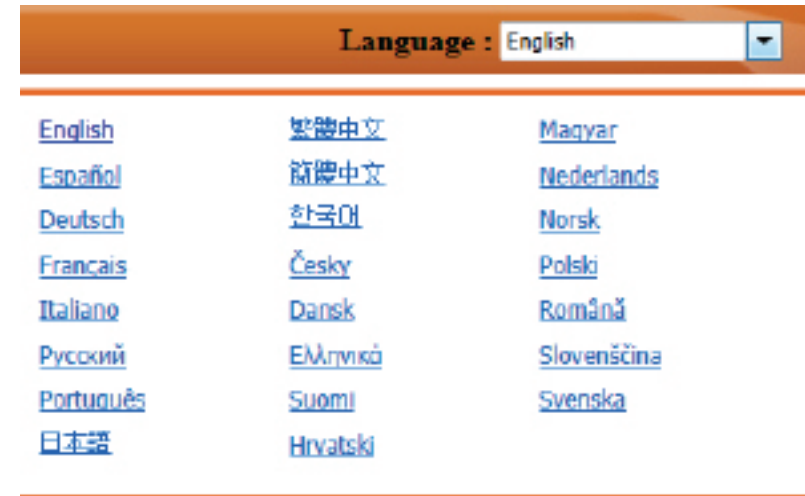 Language : English
English
Español
Deutsch
Français
Italiano
Русский
Português
日本語
繁體中文
簡體中文
한국어
Česky
Dansk
Ελληνικά
Suomi
Hrvatski
Magyar
Nederlands
Norsk
Polski
Română
Slovenščina
Svenska